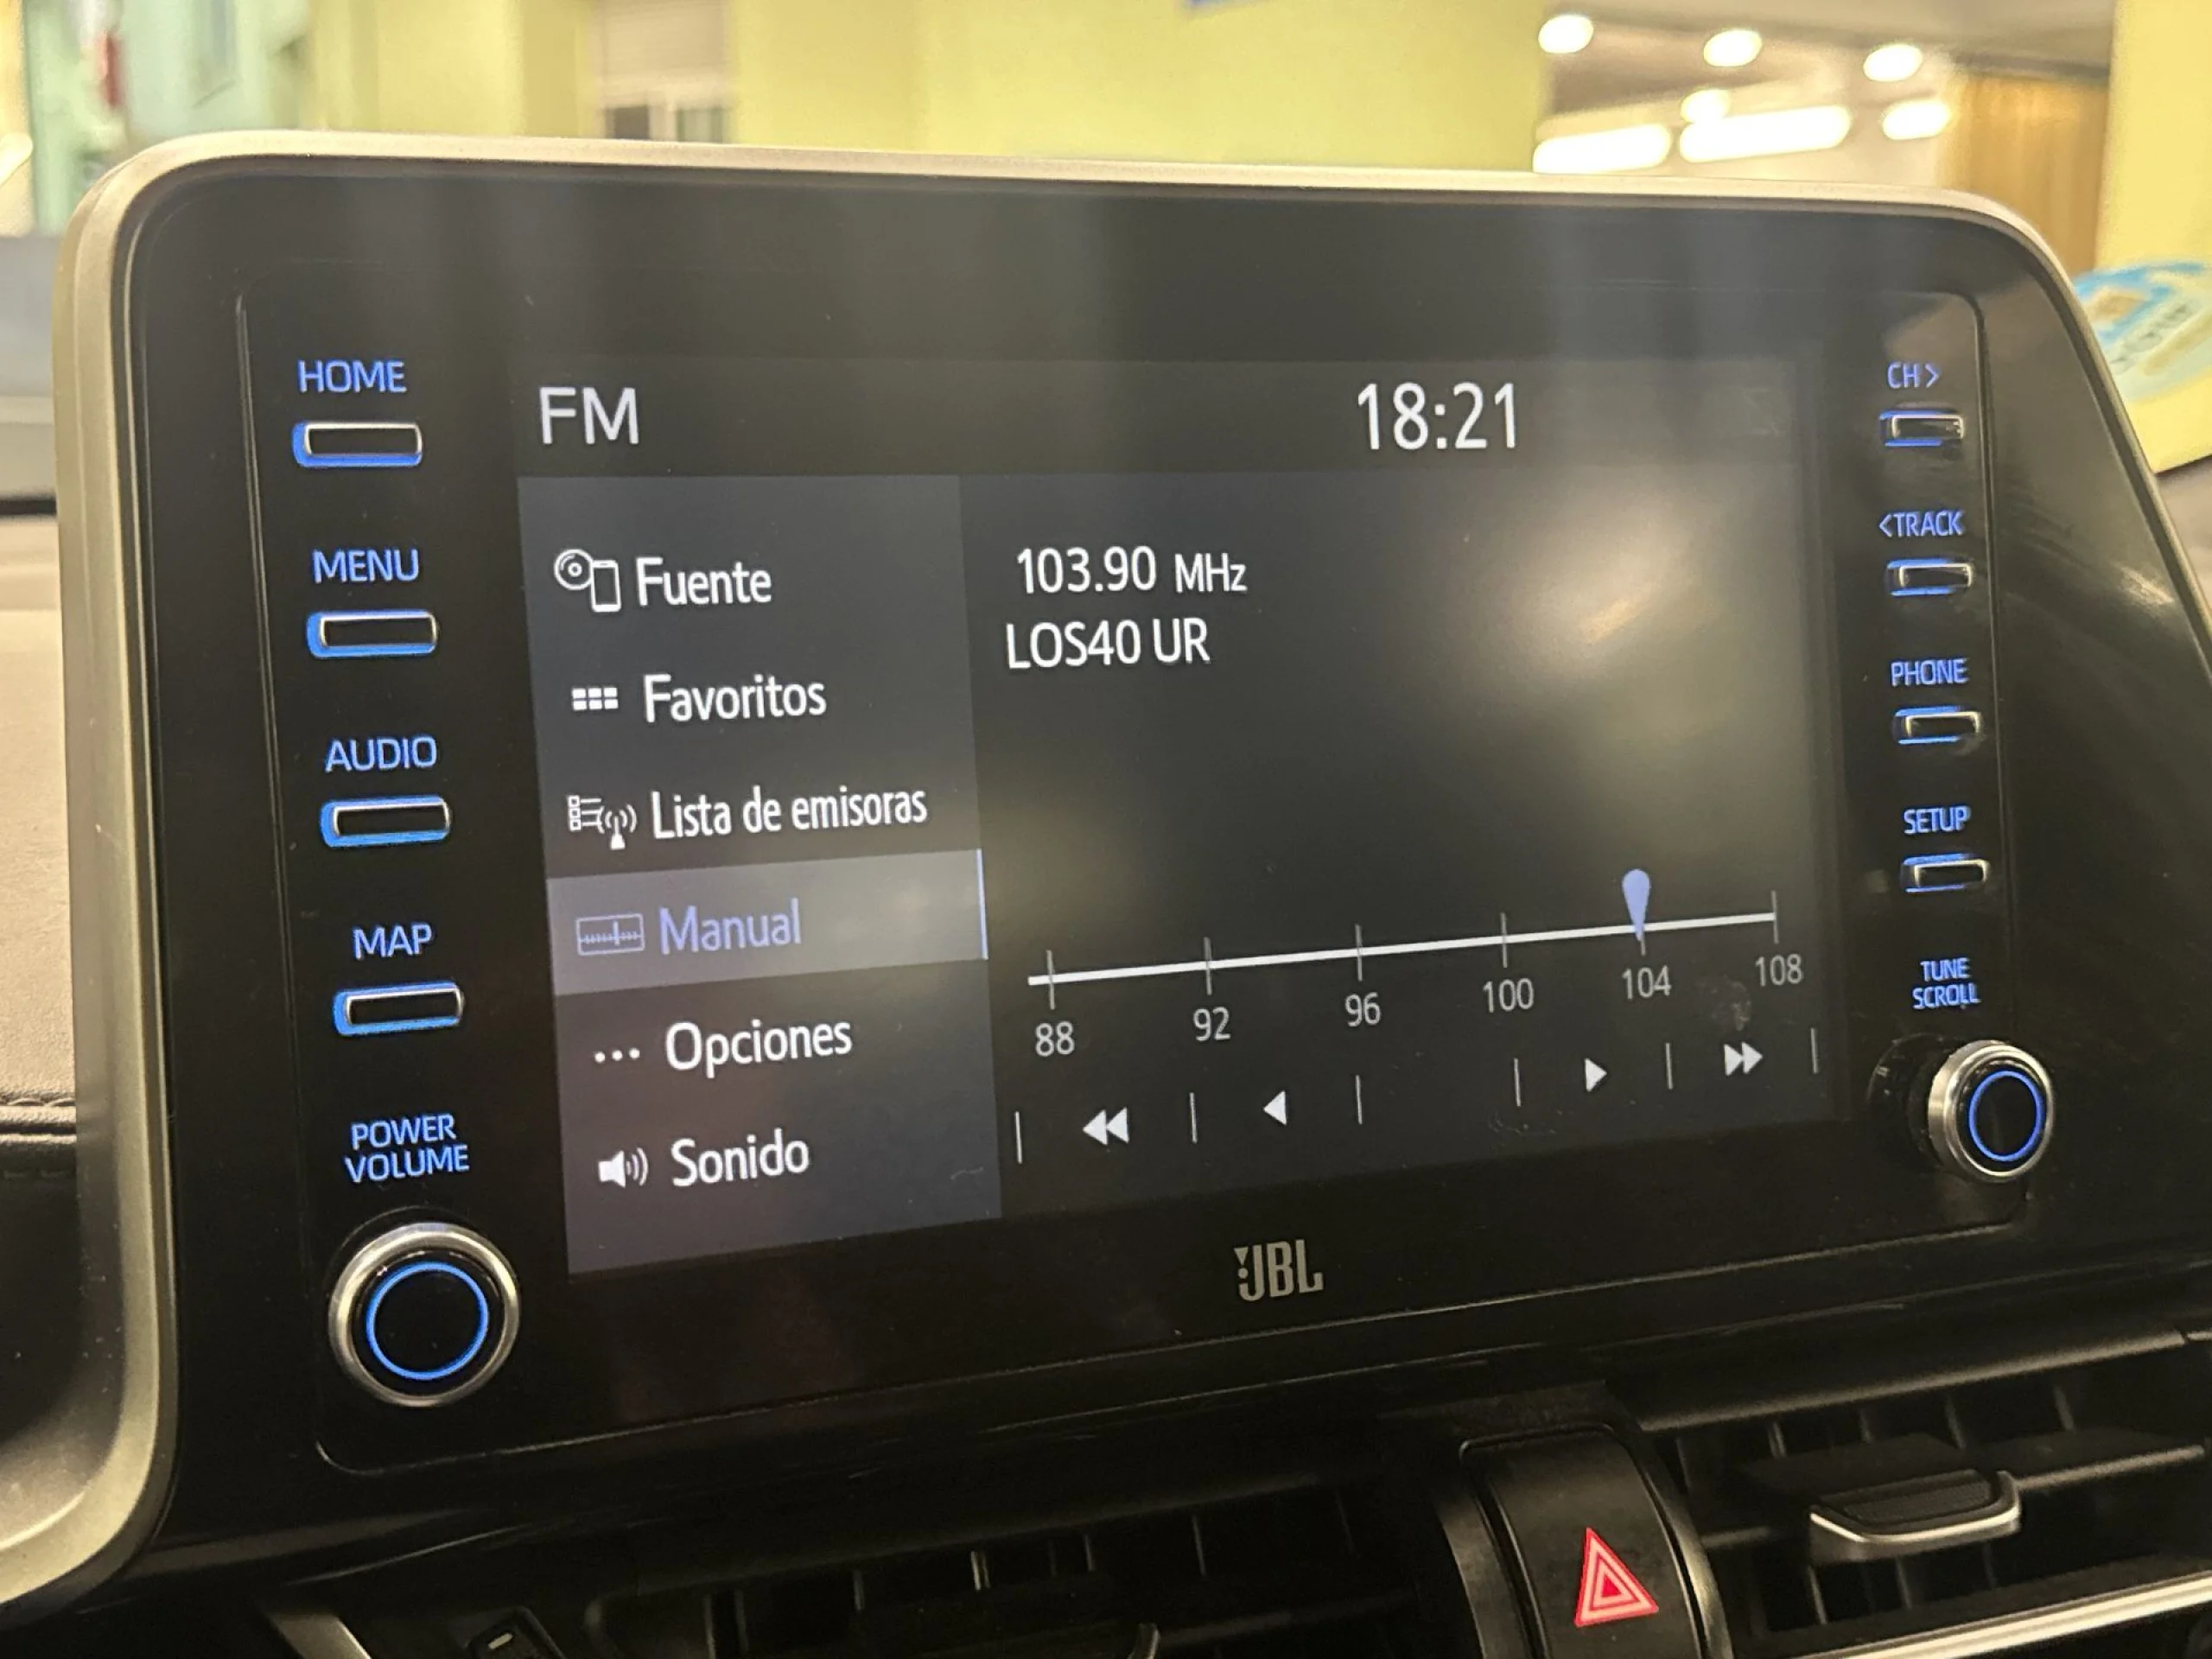 HOME
MENU
AUDIO
MAP
POWER
VOLUME
FM
18:21
Fuente
Favoritos
Lista de emisoras
Manual
Opciones
Sonido
103.90 MHz
LOS40 UR
88 92 96 100 104 108
JBL
CH>
<TRACK
PHONE
SETUP
TUNE
SCROLL